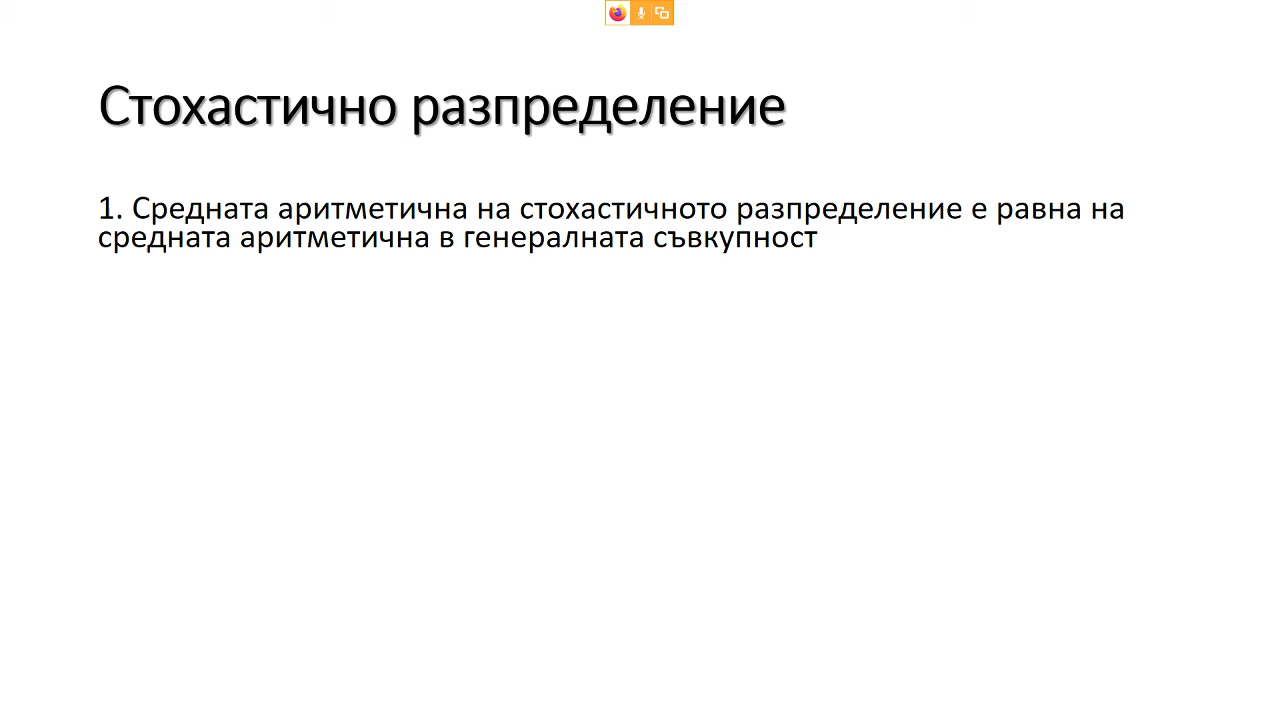 Стохастично разпределение
1. Средната аритметична на стохастичното разпределение е равна на
средната аритметична в генералната съвкупност